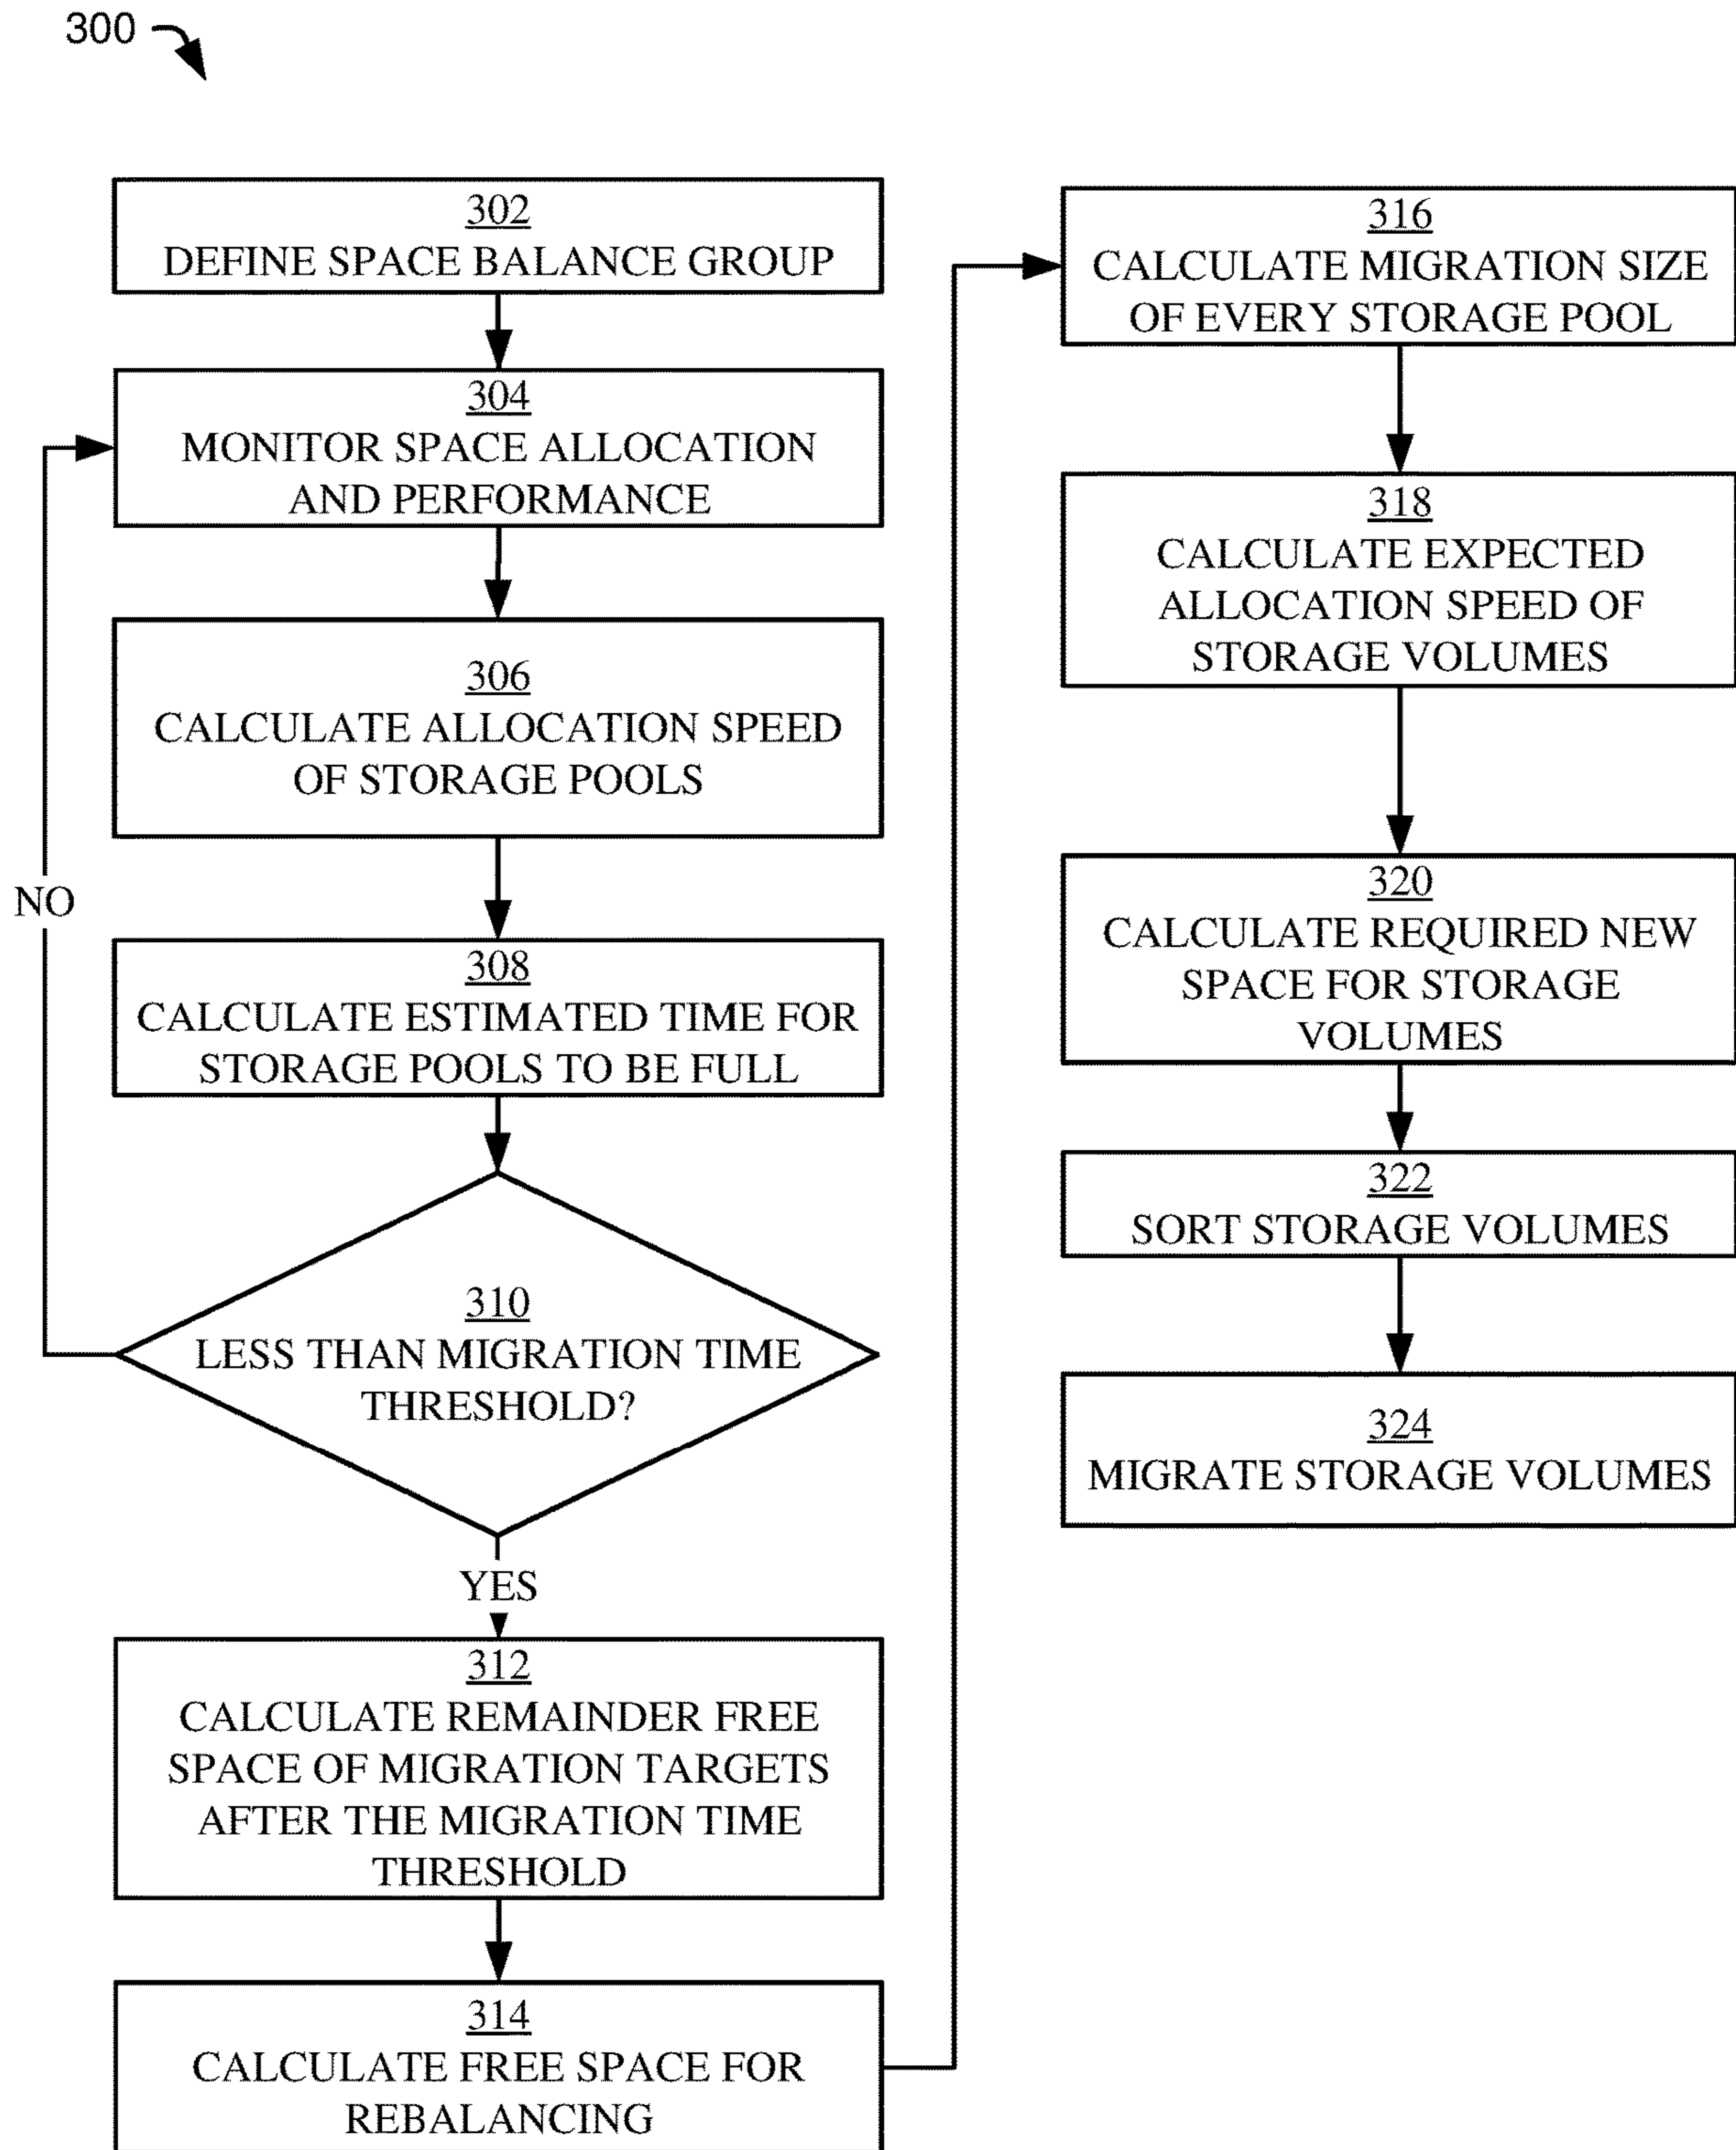 300
302
DEFINE SPACE BALANCE GROUP
304
MONITOR SPACE ALLOCATION
AND PERFORMANCE
306
CALCULATE ALLOCATION SPEED
OF STORAGE POOLS
NO
308
CALCULATE ESTIMATED TIME FOR
STORAGE POOLS TO BE FULL
310
LESS THAN MIGRATION TIME
THRESHOLD?
YES
312
CALCULATE REMAINDER FREE
SPACE OF MIGRATION TARGETS
AFTER THE MIGRATION TIME
THRESHOLD
314
CALCULATE FREE SPACE FOR
REBALANCING
316
CALCULATE MIGRATION SIZE
OF EVERY STORAGE POOL
318
CALCULATE EXPECTED
ALLOCATION SPEED OF
STORAGE VOLUMES
320
CALCULATE REQUIRED NEW
SPACE FOR STORAGE
VOLUMES
322
SORT STORAGE VOLUMES
324
MIGRATE STORAGE VOLUMES